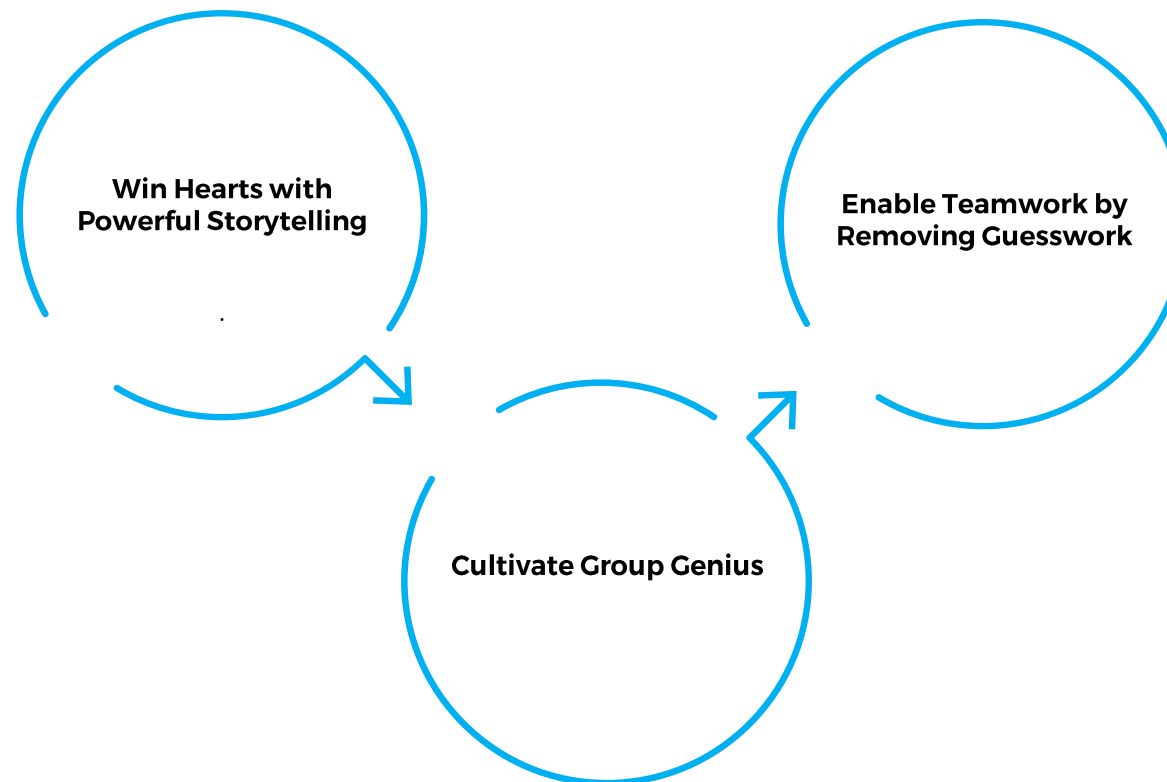 Win Hearts with
Powerful Storytelling
.
Cultivate Group Genius
Enable Teamwork by
Removing Guesswork